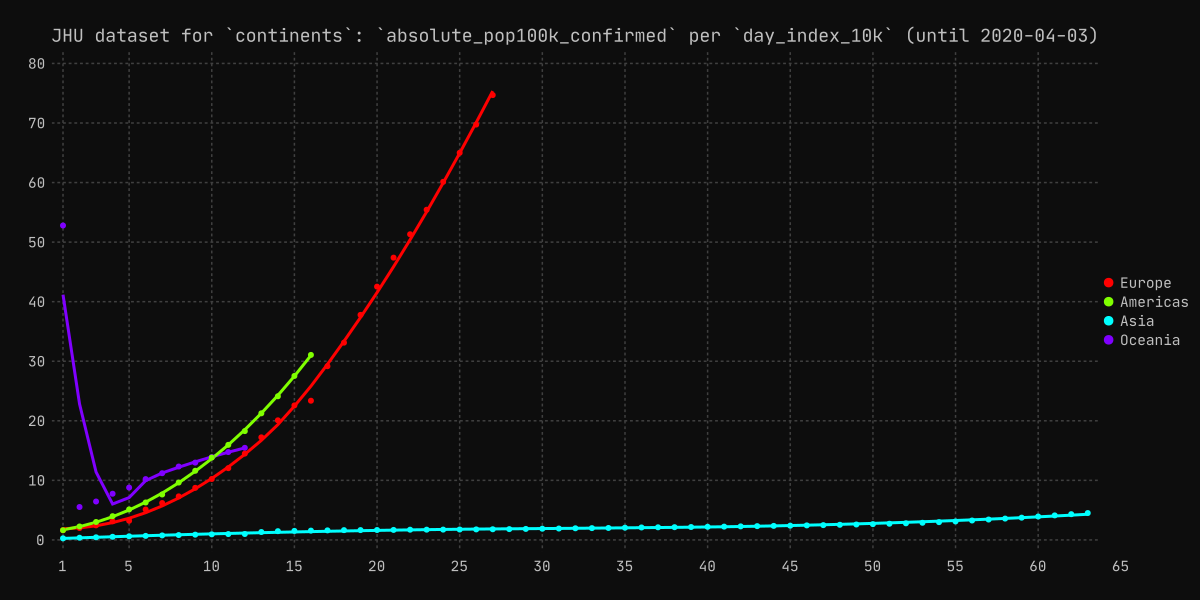 JHU dataset for `continents`: `absolute_pop100k_confirmed` per `day_index_10k` (until 2020-04-03)
80
70
60
50
40
30
20
10
0
1 5 10 15 20 25 30 35 40 45 50 55 60 65
Europe
Americas
Asia
Oceania